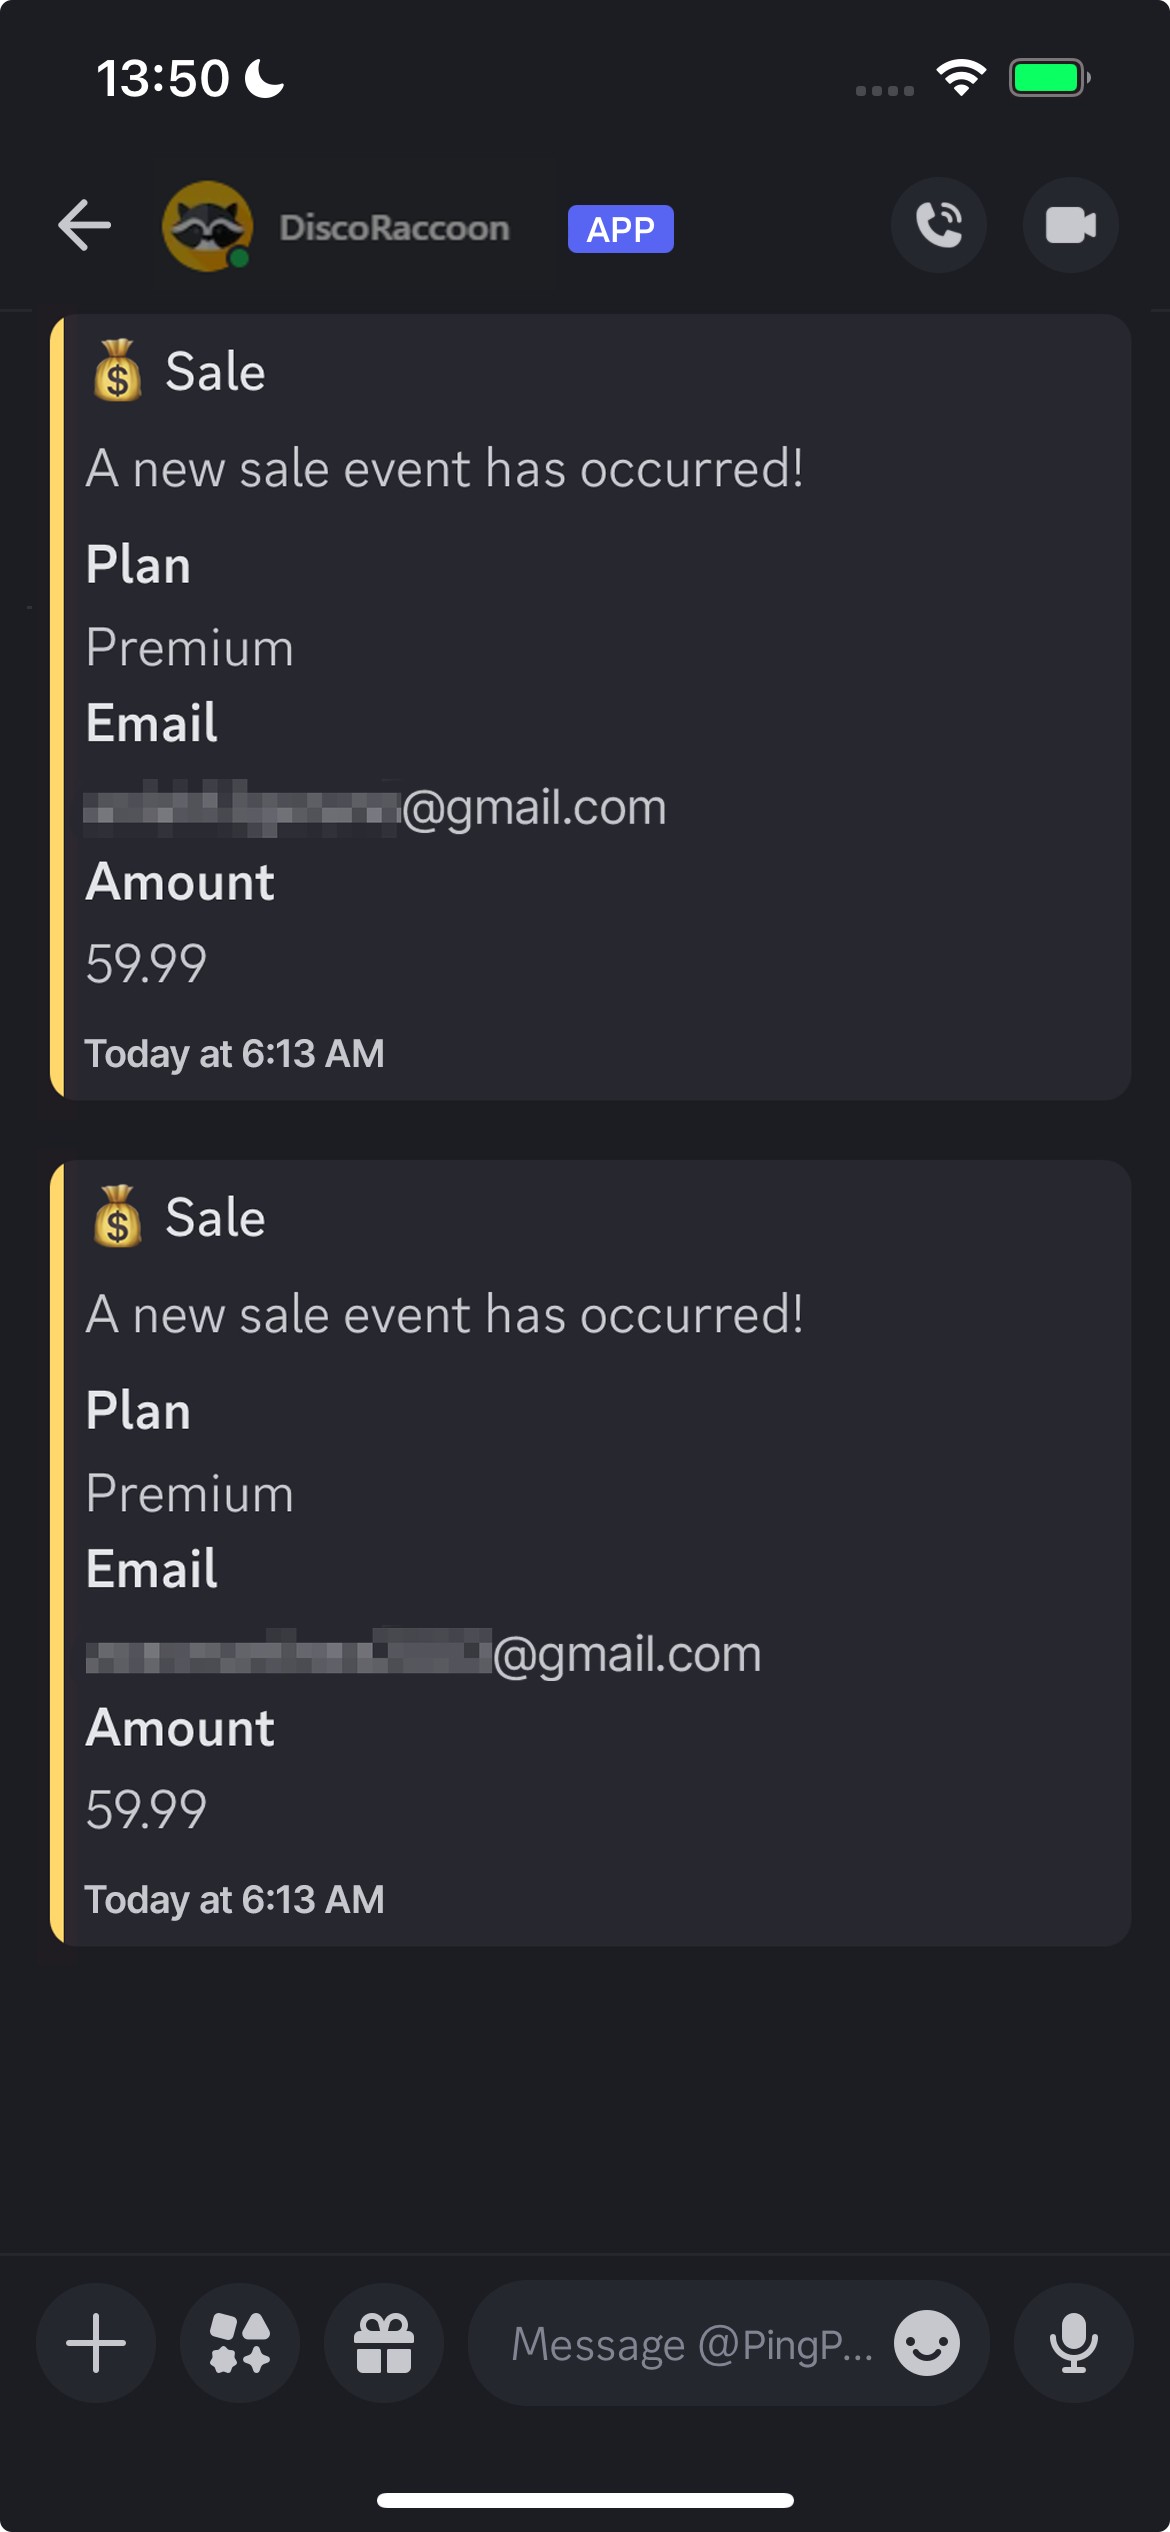 13:50
DiscoRaccoon APP
💰 Sale
A new sale event has occurred!
Plan
Premium
Email
@gmail.com
Amount
59.99
Today at 6:13 AM
💰 Sale
A new sale event has occurred!
Plan
Premium
Email
@gmail.com
Amount
59.99
Today at 6:13 AM
Message @PingP...